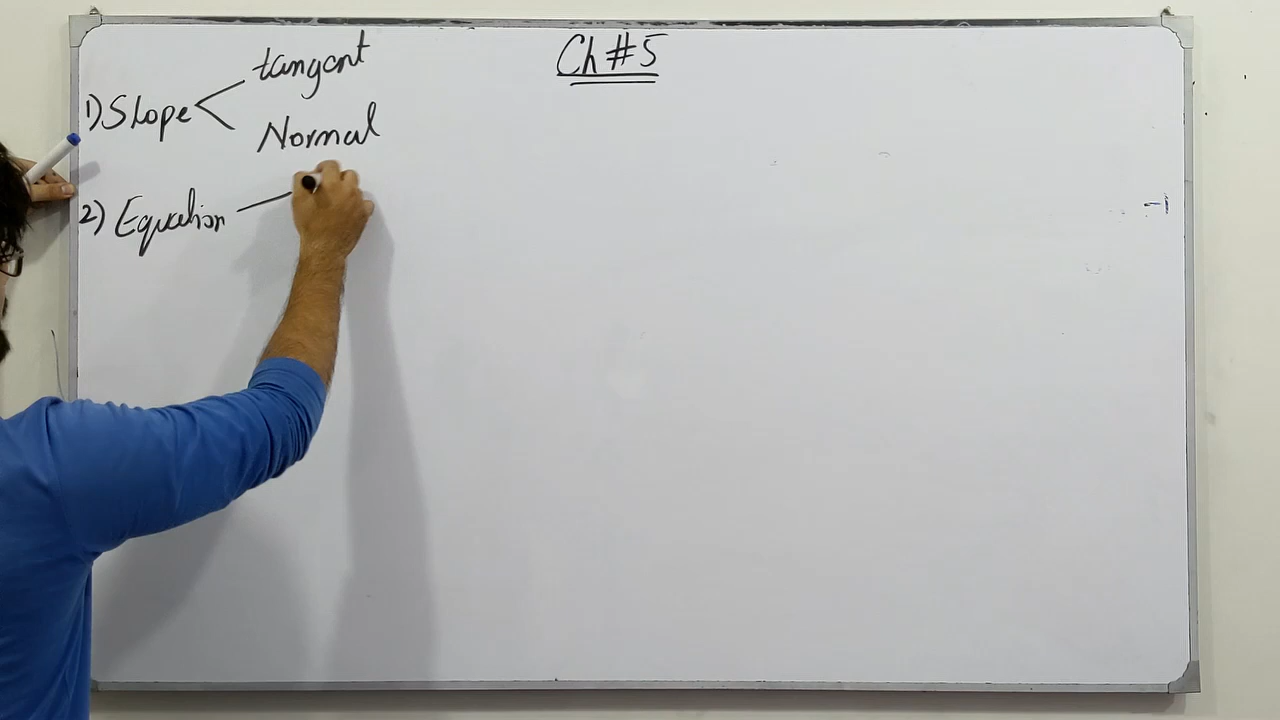 Ch #5
tangent
1) Slope <
Normal
2) Equation